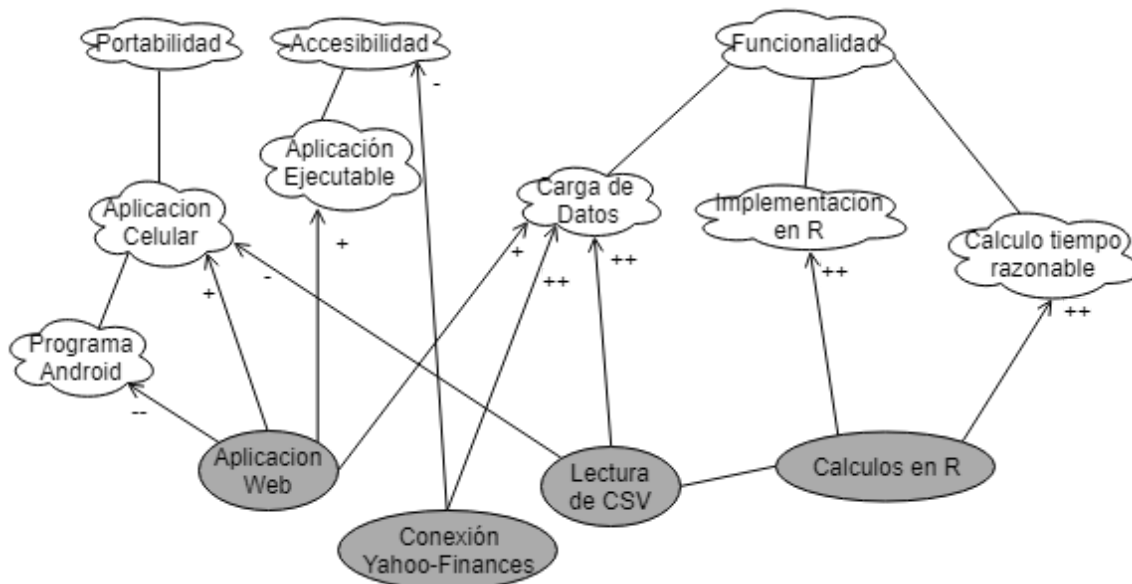 Portabilidad
Accesibilidad
Funcionalidad
-
Aplicación
Ejecutable
Carga de
Datos
Implementacion
en R
Aplicacion
Celular
Calculo tiempo
razonable
+
-
+
+
++
++
++
++
Programa
Android
--
Aplicacion
Web
Lectura
de CSV
Calculos en R
Conexión
Yahoo-Finances